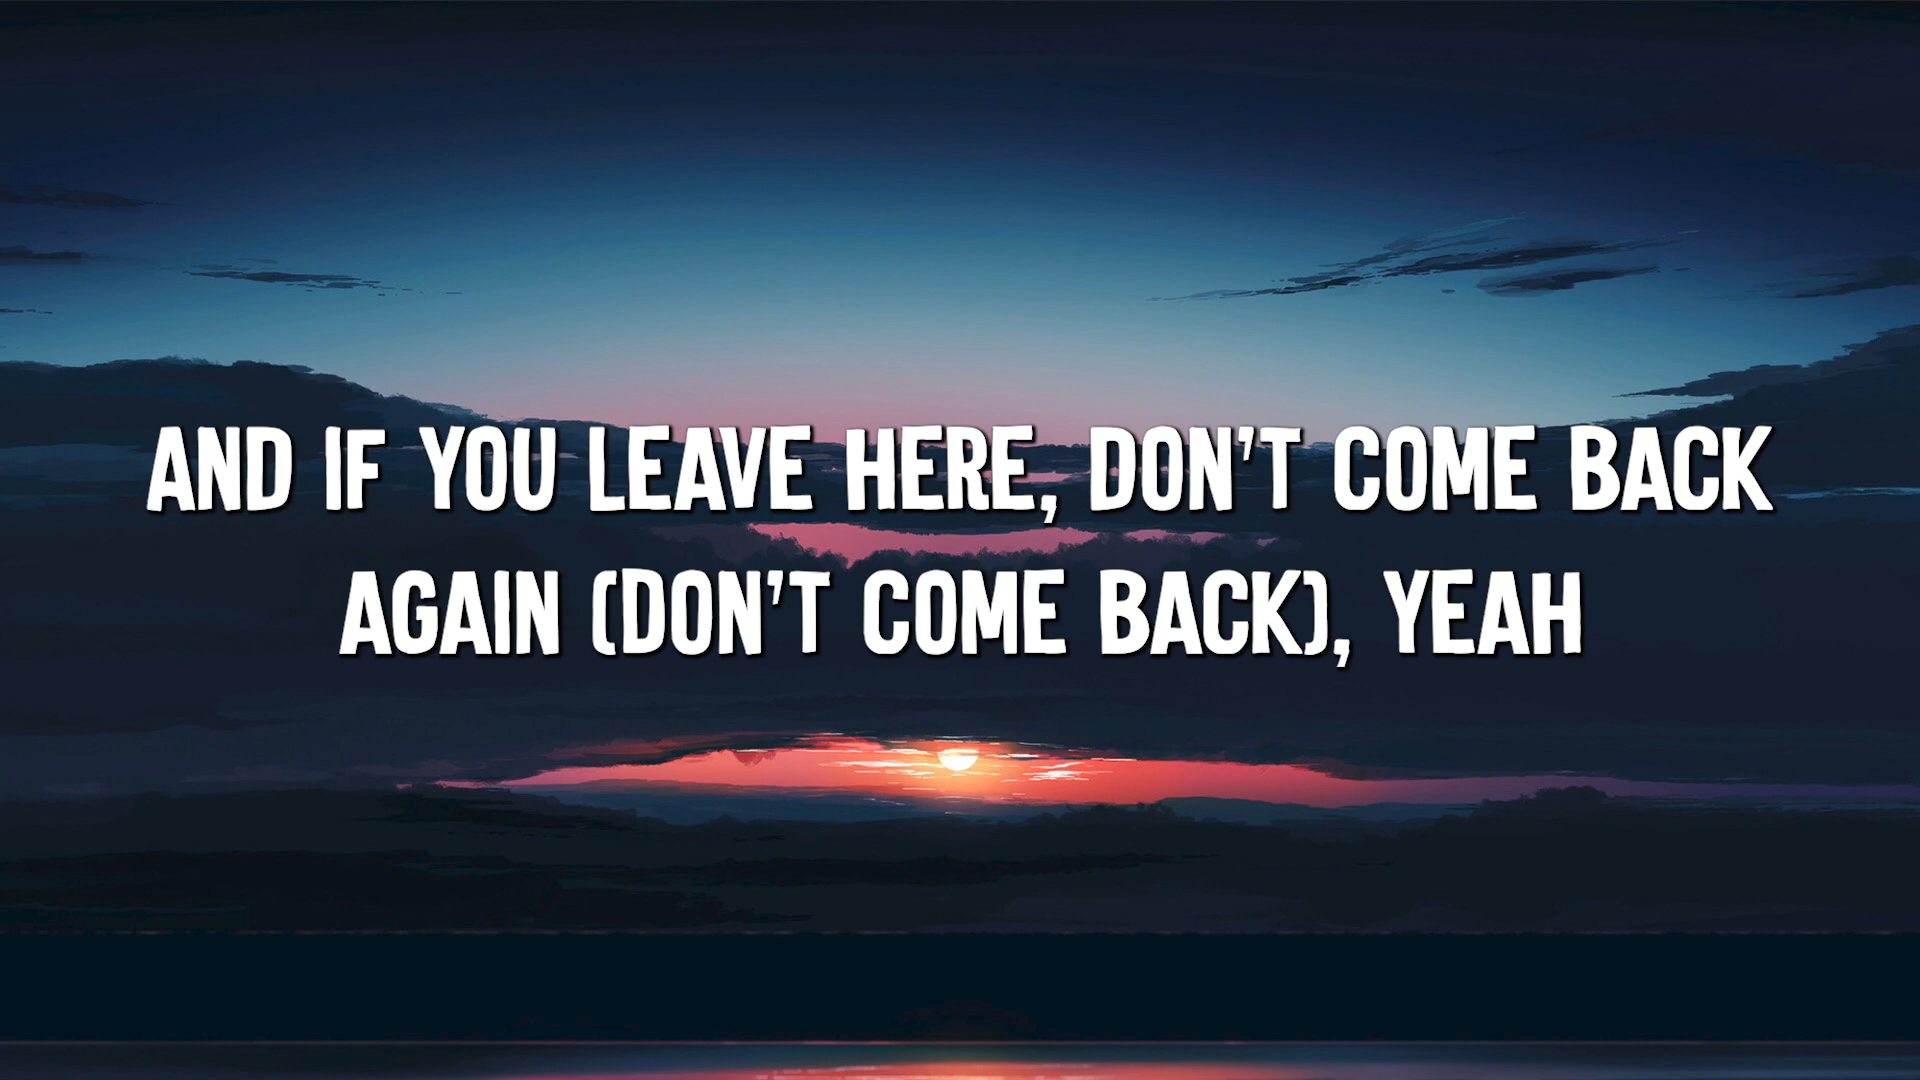 AND IF YOU LEAVE HERE, DON'T COME BACK
AGAIN (DON'T COME BACK), YEAH